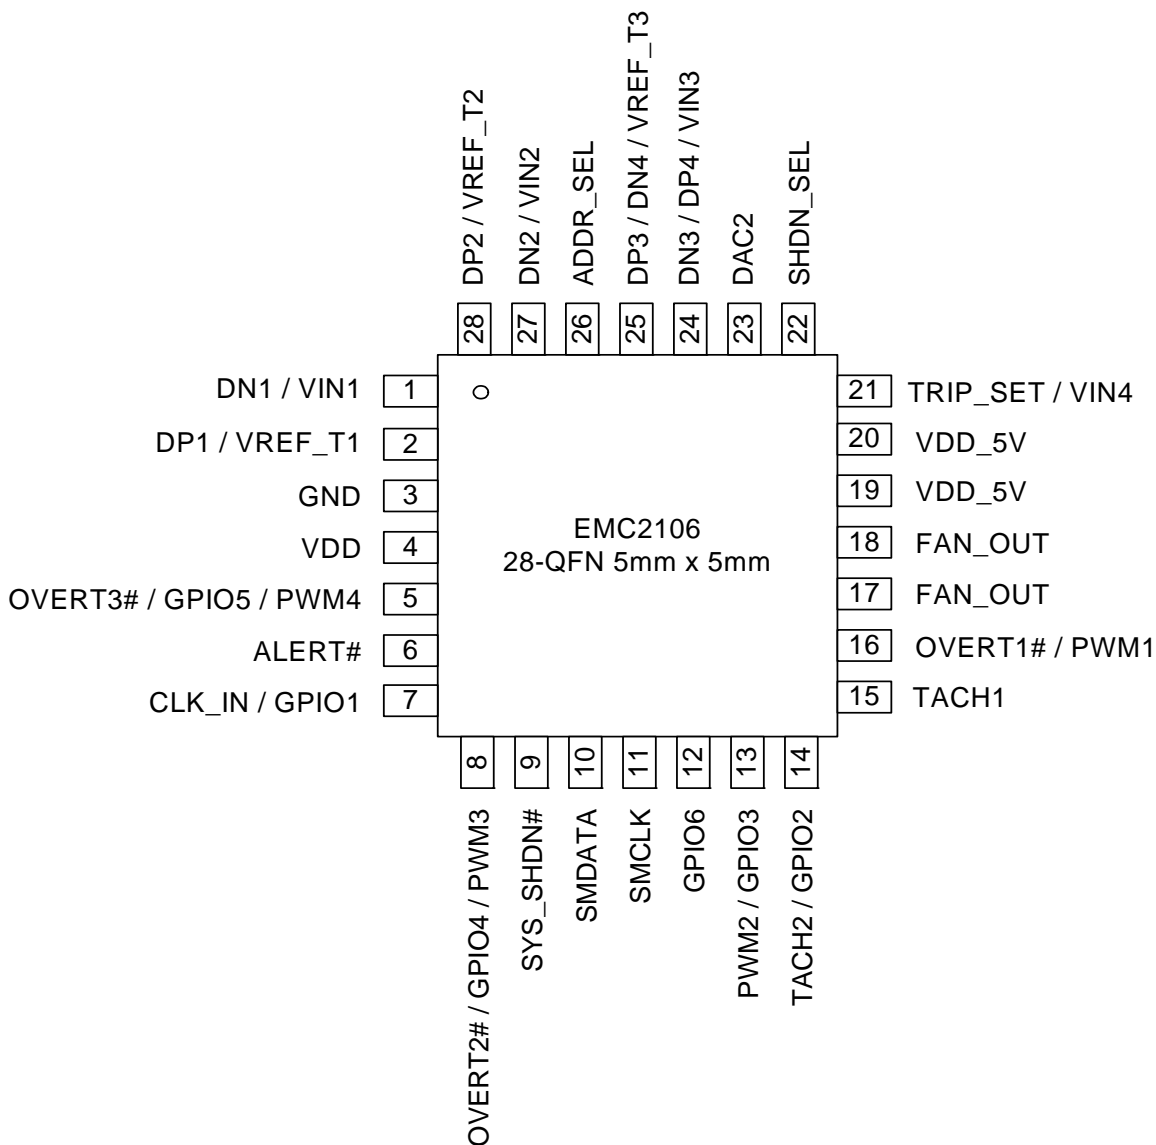 DP2 / VREF_T2
DN2 / VIN2
ADDR_SEL
DP3 / DN4 / VREF_T3
DN3 / DP4 / VIN3
DAC2
SHDN_SEL
28
27
26
25
24
23
22
DN1 / VIN1
1
DP1 / VREF_T1
2
GND
3
VDD
4
OVERT3# / GPIO5 / PWM4
5
ALERT#
6
CLK_IN / GPIO1
7
EMC2106
28-QFN 5mm x 5mm
21
TRIP_SET / VIN4
20
VDD_5V
19
VDD_5V
18
FAN_OUT
17
FAN_OUT
16
OVERT1# / PWM1
15
TACH1
8
9
10
11
12
13
14
OVERT2# / GPIO4 / PWM3
SYS_SHDN#
SMDATA
SMCLK
GPIO6
PWM2 / GPIO3
TACH2 / GPIO2